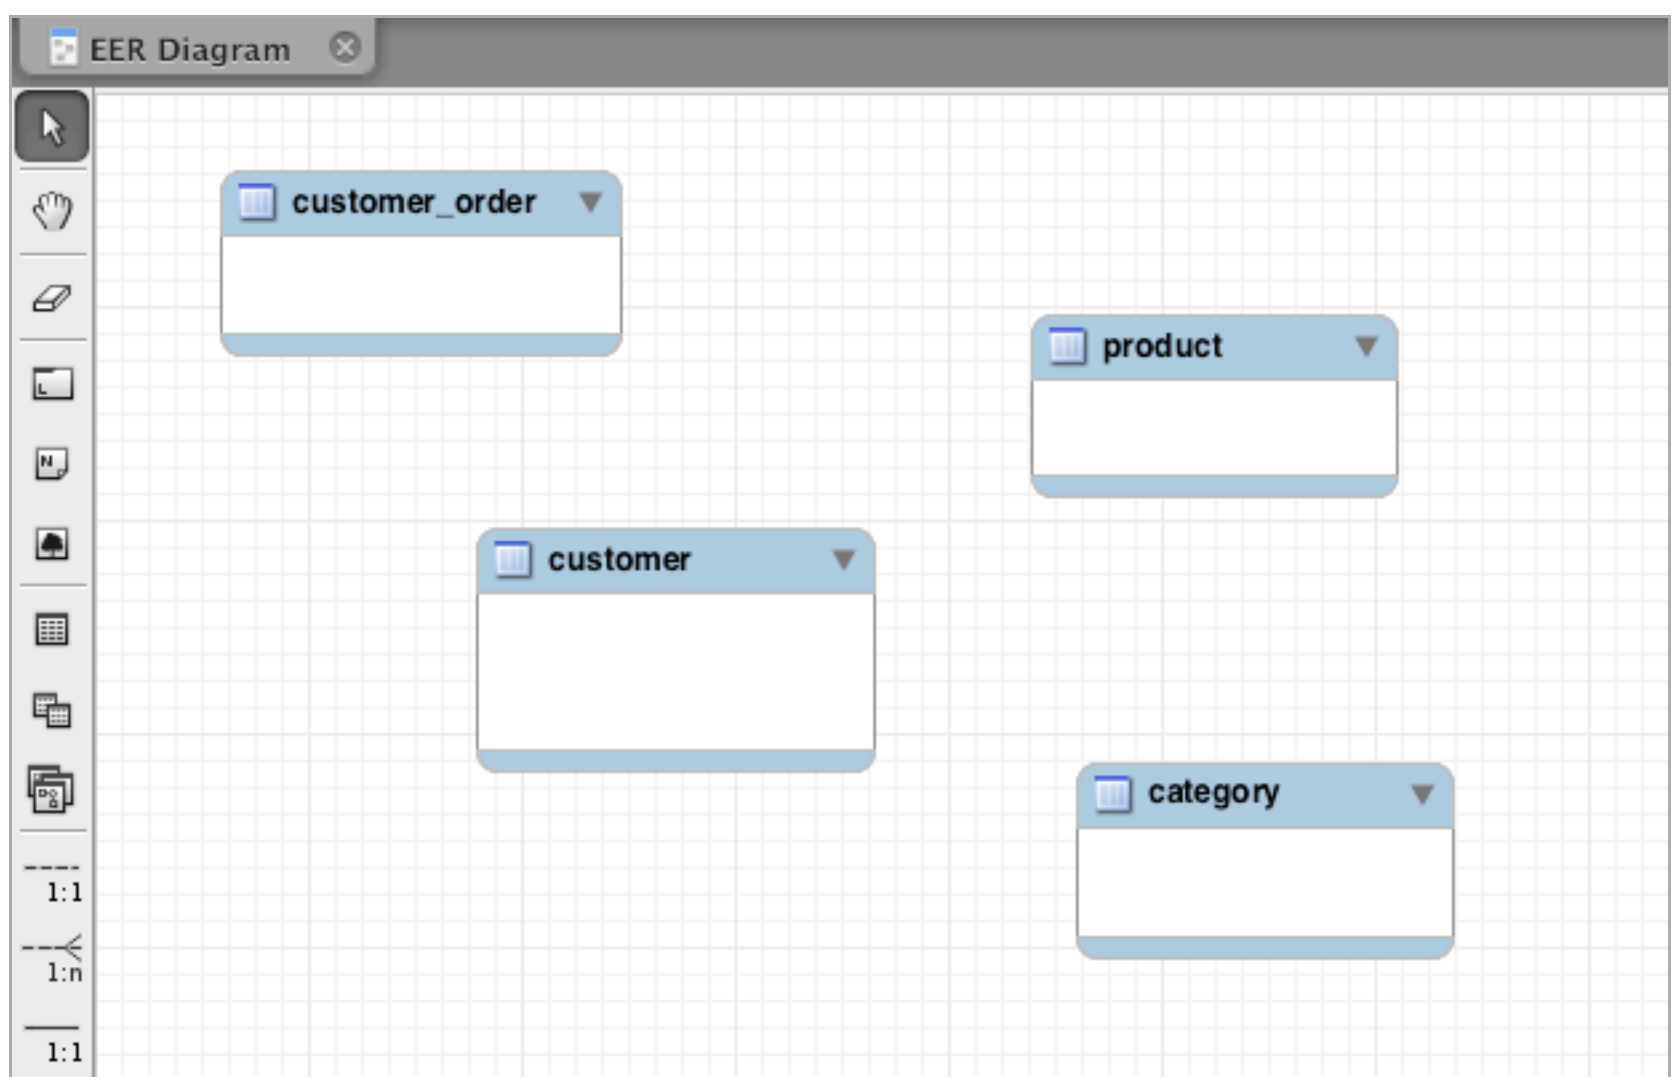 EER Diagram
customer_order
product
customer
category
L
N
1:1
1:n
1:1